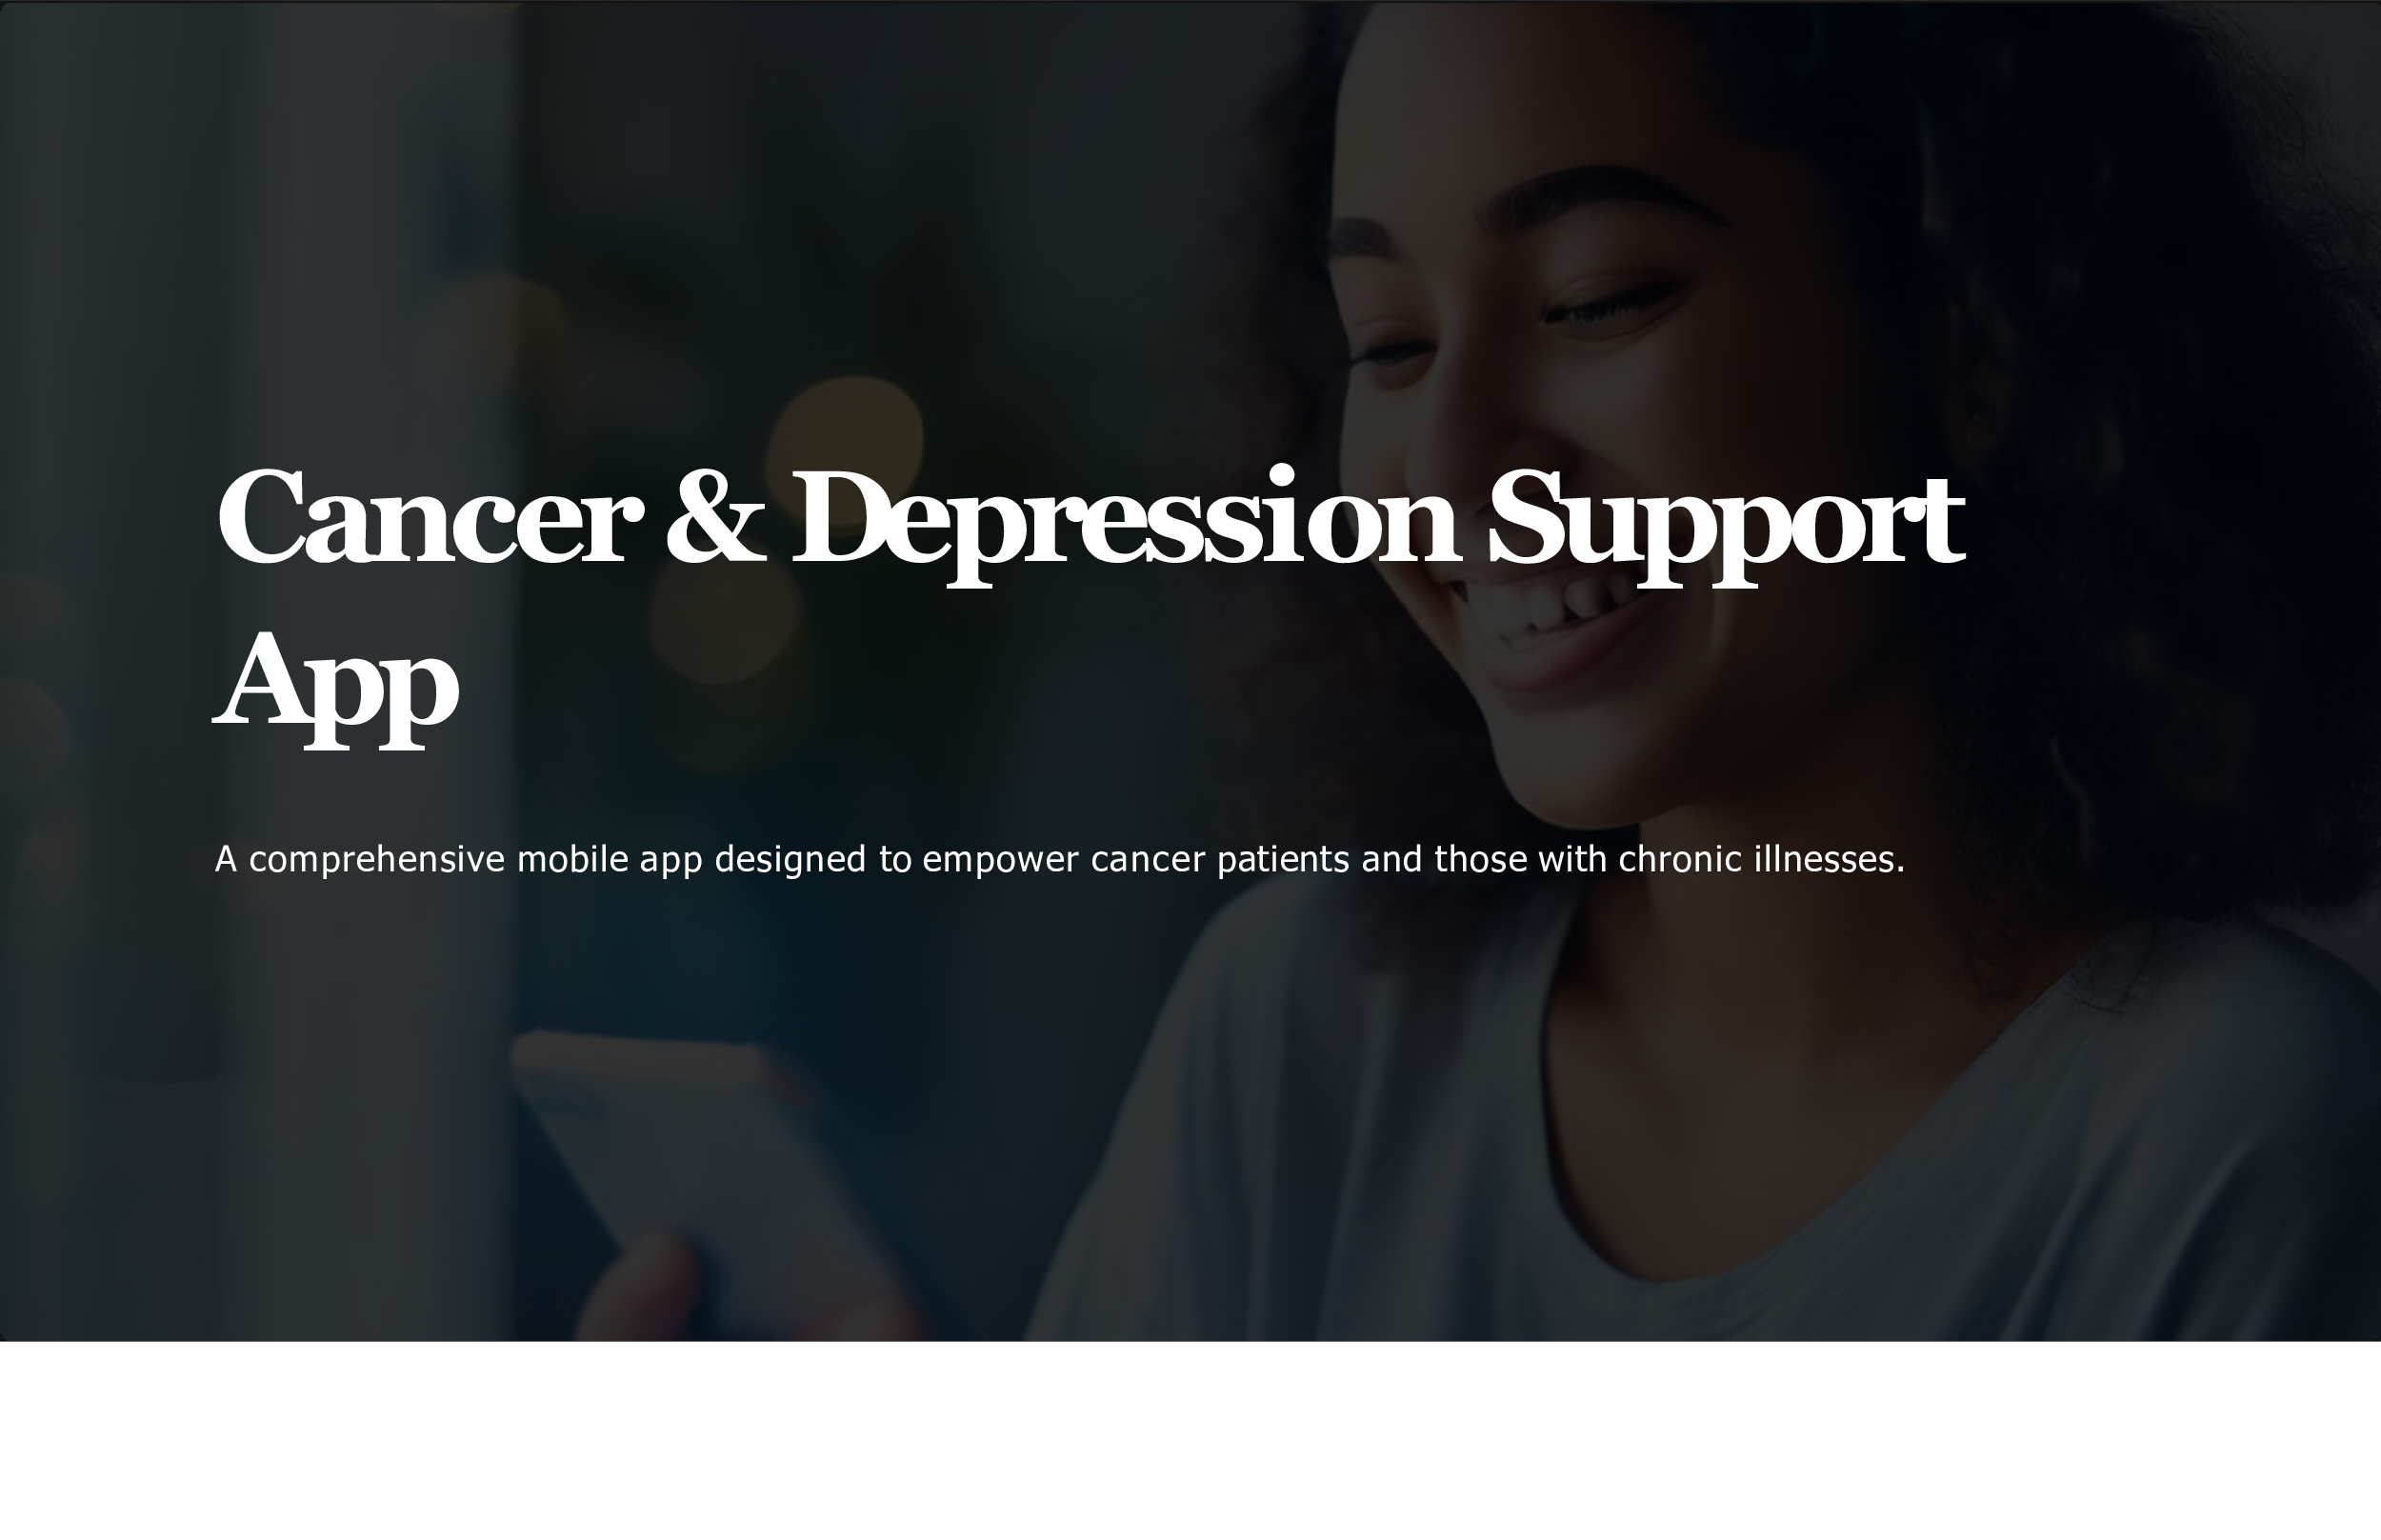 Cancer & Depression Support
App
A comprehensive mobile app designed to empower cancer patients and those with chronic illnesses.